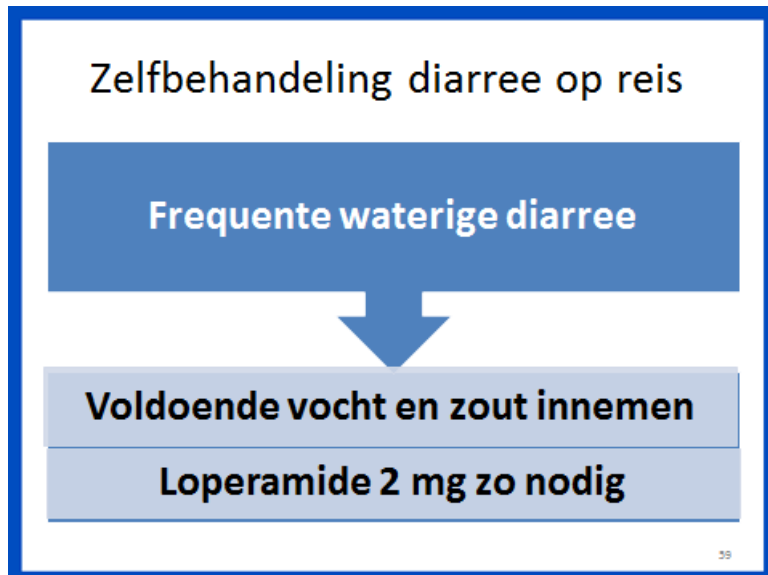 Zelfbehandeling diarree op reis
Frequente waterige diarree
Voldoende vocht en zout innemen
Loperamide 2 mg zo nodig
59